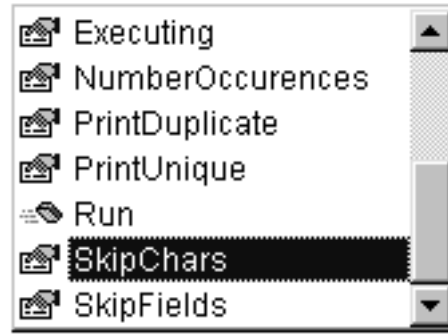 Executing
NumberOccurences
PrintDuplicate
PrintUnique
Run
SkipChars
SkipFields